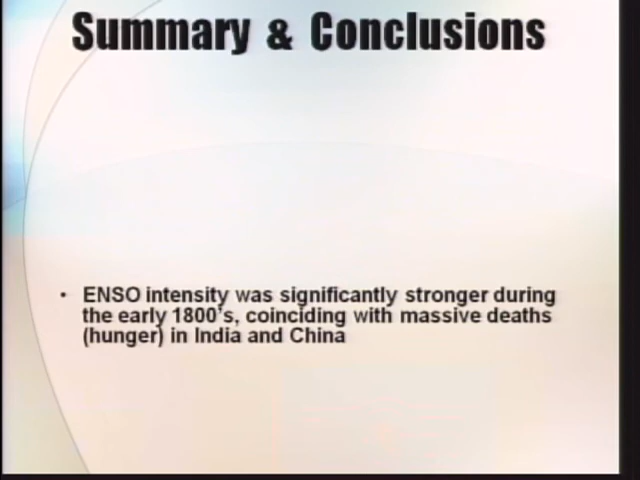 Summary & Conclusions
• ENSO intensity was significantly stronger during
the early 1800's, coinciding with massive deaths
(hunger) in India and China